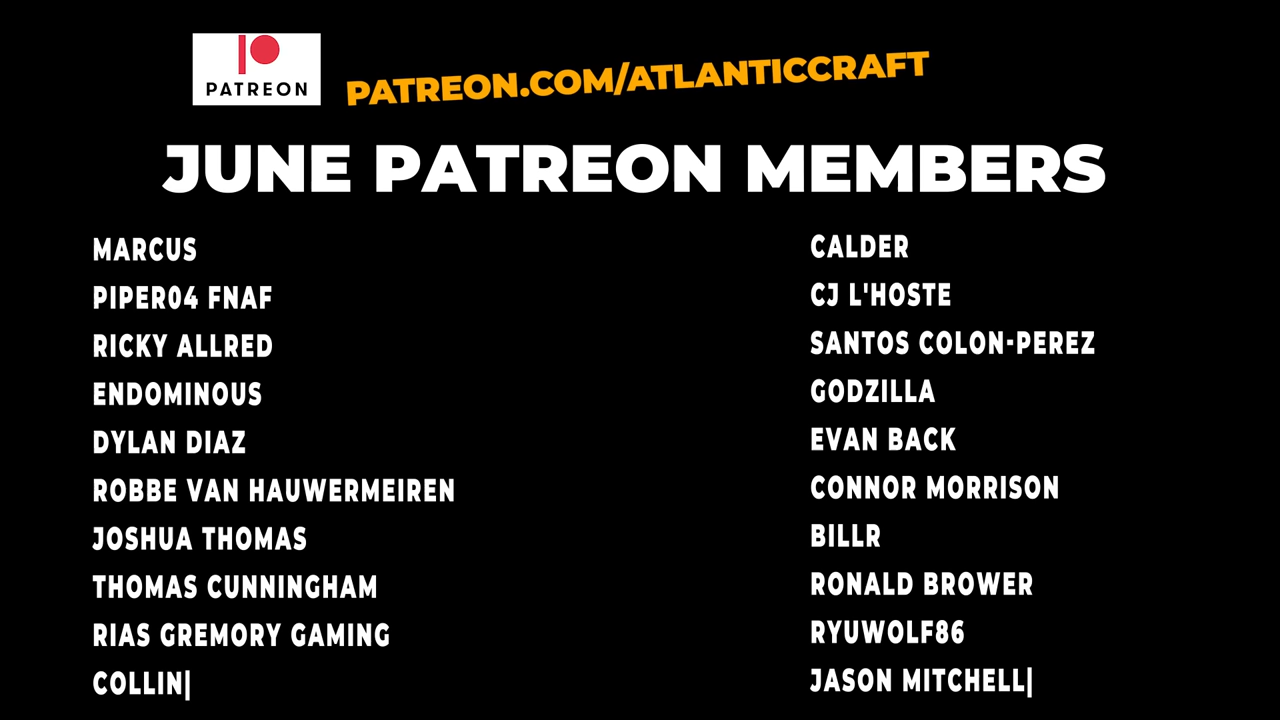 PATREON
PATREON.COM/ATLANTICCRAFT
JUNE PATREON MEMBERS
MARCUS
PIPER04 FNAF
RICKY ALLRED
ENDOMINOUS
DYLAN DIAZ
ROBBE VAN HAUWERMEIREN
JOSHUA THOMAS
THOMAS CUNNINGHAM
RIAS GREMORY GAMING
COLLIN|
CALDER
CJ L'HOSTE
SANTOS COLON-PEREZ
GODZILLA
EVAN BACK
CONNOR MORRISON
BILLR
RONALD BROWER
RYUWOLF86
JASON MITCHELL|